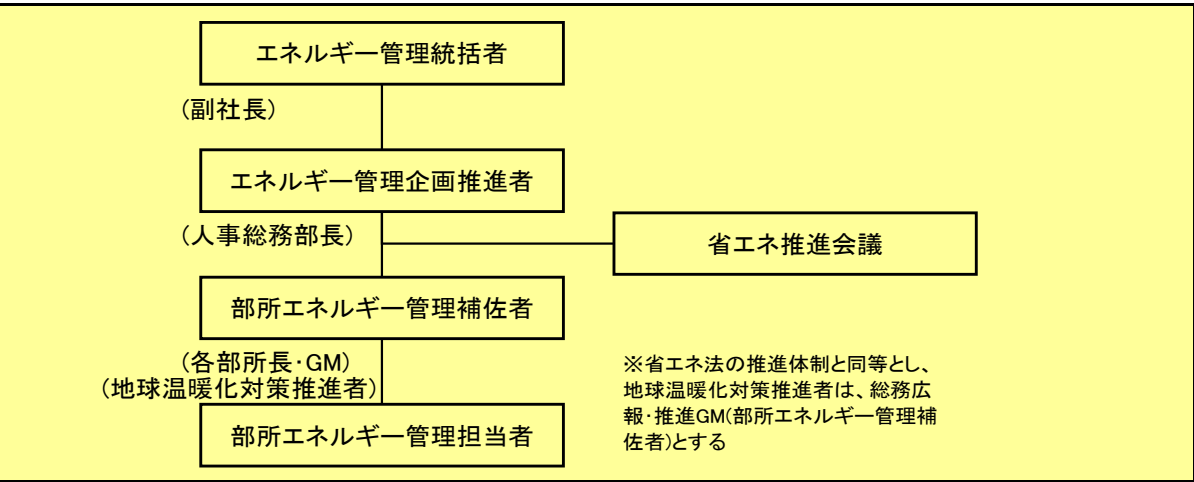 エネルギー管理統括者
(副社長)
エネルギー管理企画推進者
(人事総務部長)
省エネ推進会議
部所エネルギー管理補佐者
(各部所長・GM)
(地球温暖化対策推進者)
※省エネ法の推進体制と同等とし、
地球温暖化対策推進者は、総務広
報・推進GM(部所エネルギー管理補
佐者)とする
部所エネルギー管理担当者